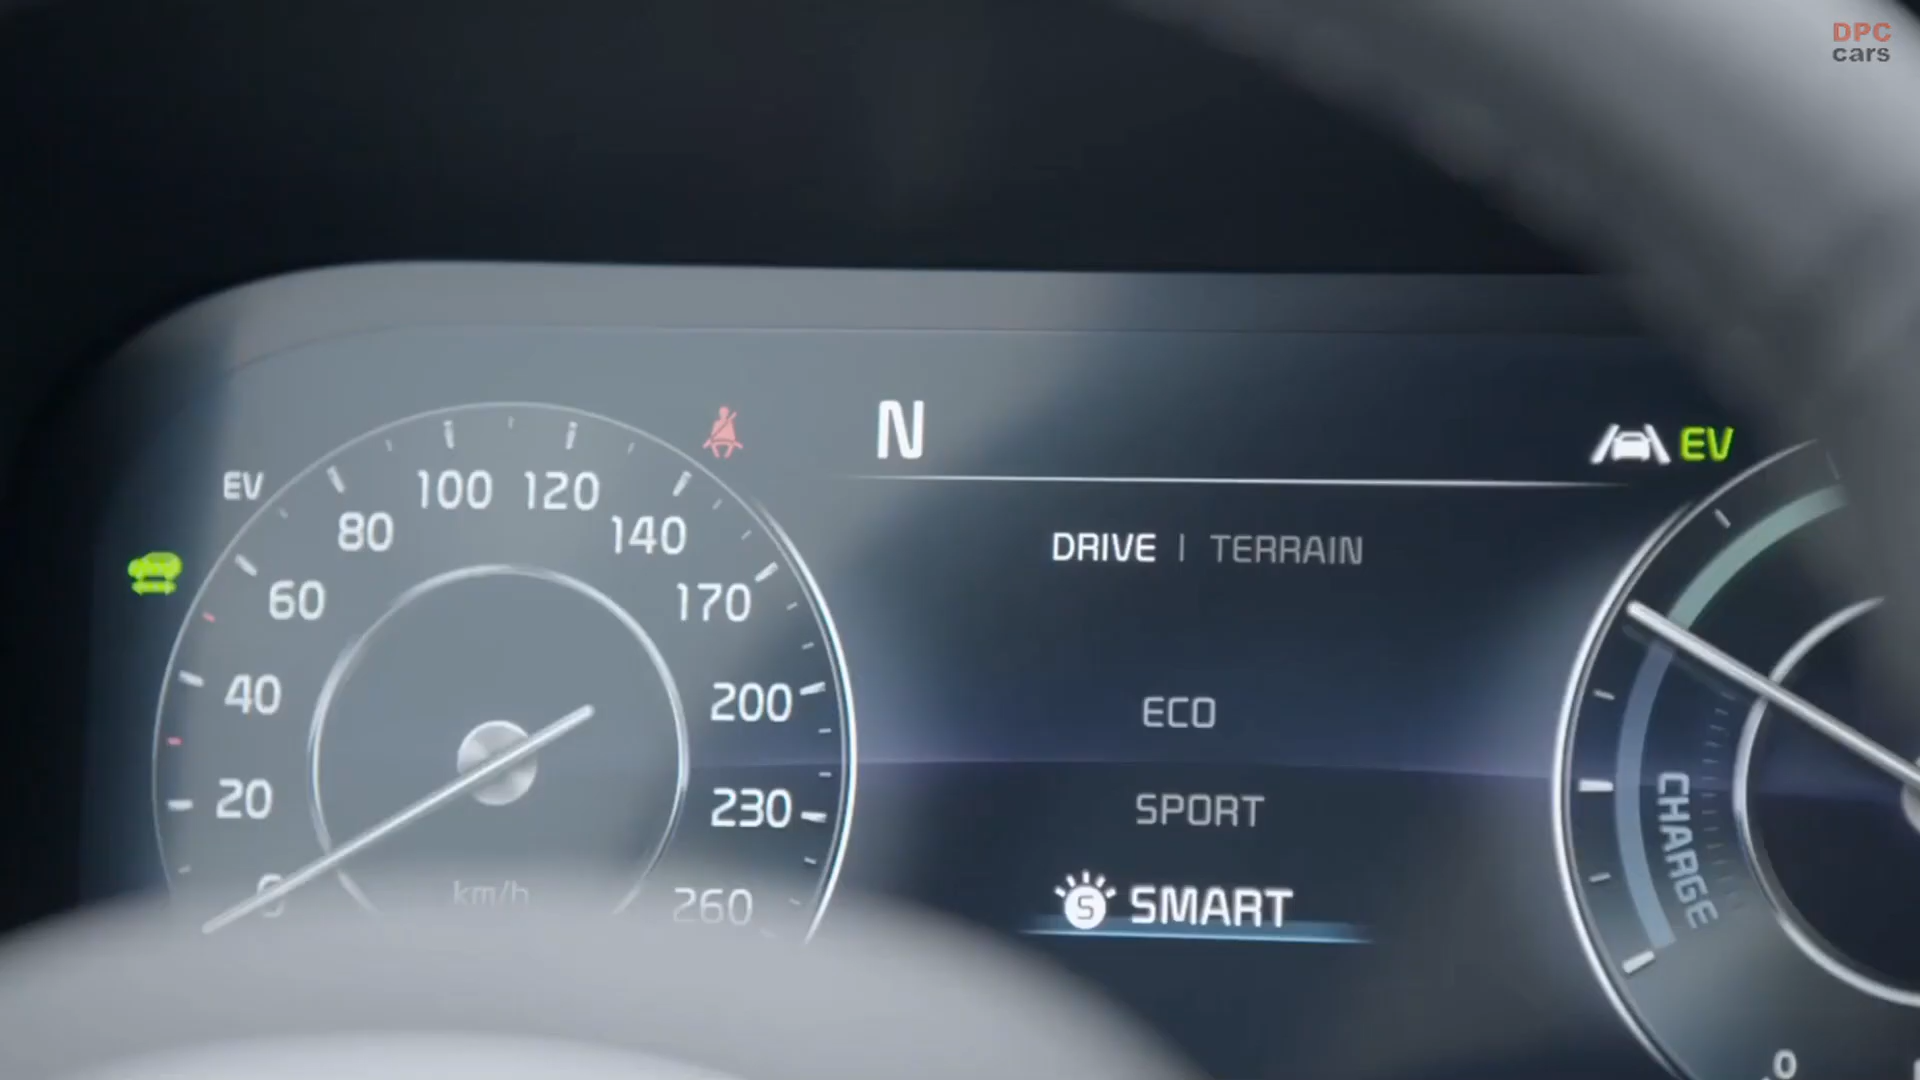 DPC
cars
N
EV
EV
100 120
80
140
60
170
40
200
20
230
0
260
km/h
DRIVE | TERRAIN
ECO
SPORT
S SMART
CHARGE